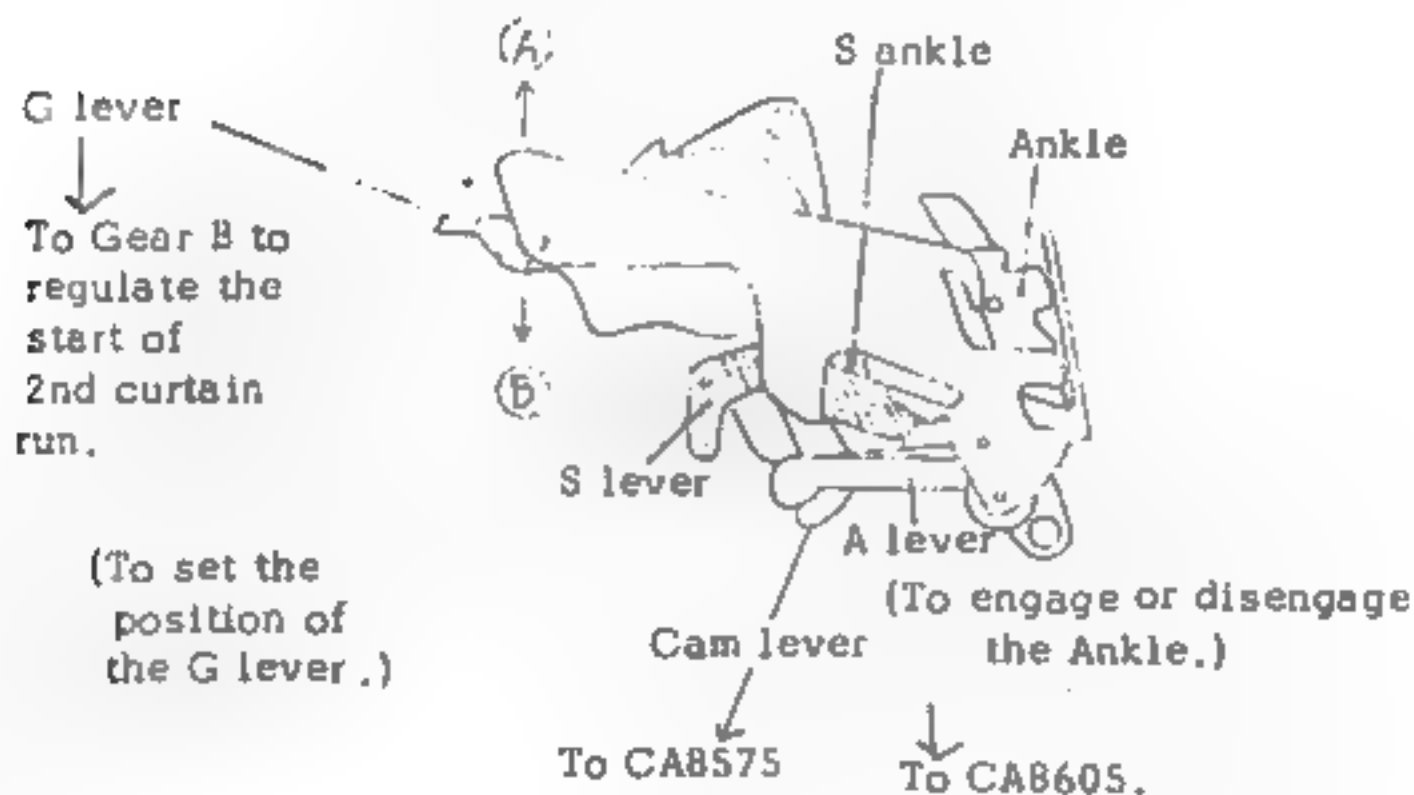 (A)
S ankle
G lever
Ankle
To Gear B to
regulate the
start of
2nd curtain
run.
(B)
S lever
A lever
(To set the
position of
the G lever.)
(To engage or disengage
the Ankle.)
Cam lever
To CA8575
To CA8605.